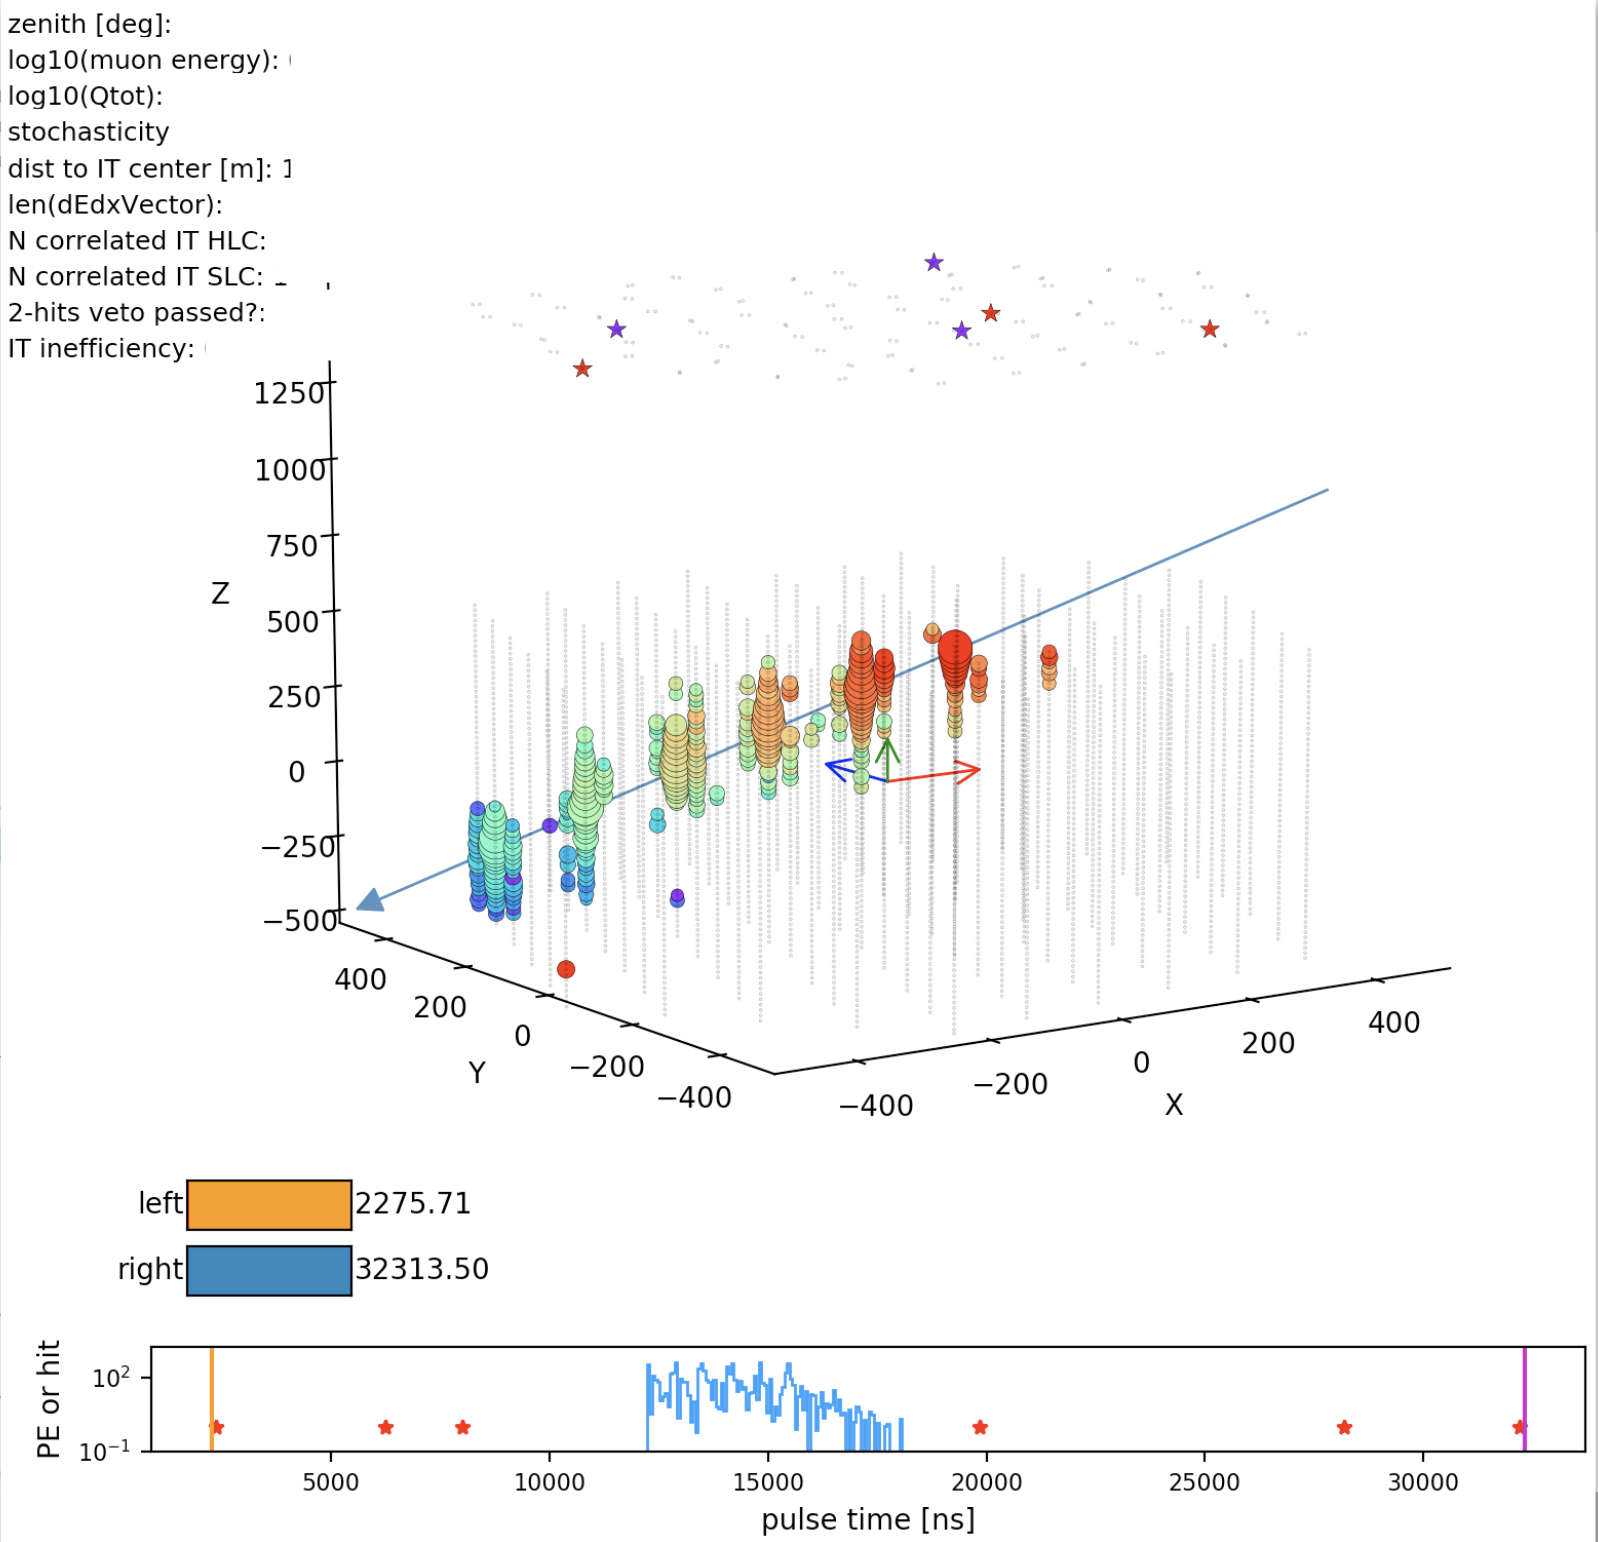 zenith [deg]:
log10(muon energy):
log10(Qtot):
stochasticity
dist to IT center [m]: 1
len(dEdxVector):
N correlated IT HLC:
N correlated IT SLC:
2-hits veto passed?:
IT inefficiency:
1250
1000
750
500
250
0
−250
−500
Z
400
200
0
−200
−400
Y
−400
−200
0
200
400
X
left 2275.71
right 32313.50
PE or hit
10²
10⁻¹
5000 10000 15000 20000 25000 30000
pulse time [ns]